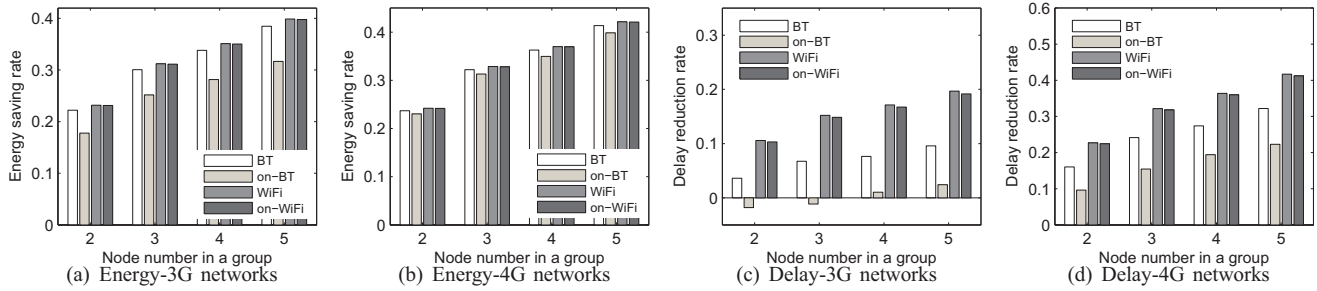 Energy saving rate
0.4
0.3
0.2
0.1
0
BT
on−BT
WiFi
on−WiFi
2 3 4 5
Node number in a group
(a) Energy-3G networks
Energy saving rate
0.4
0.3
0.2
0.1
0
BT
on−BT
WiFi
on−WiFi
2 3 4 5
Node number in a group
(b) Energy-4G networks
Delay reduction rate
0.3
0.2
0.1
0
BT
on−BT
WiFi
on−WiFi
2 3 4 5
Node number in a group
(c) Delay-3G networks
Delay reduction rate
0.6
0.5
0.4
0.3
0.2
0.1
0
BT
on−BT
WiFi
on−WiFi
2 3 4 5
Node number in a group
(d) Delay-4G networks